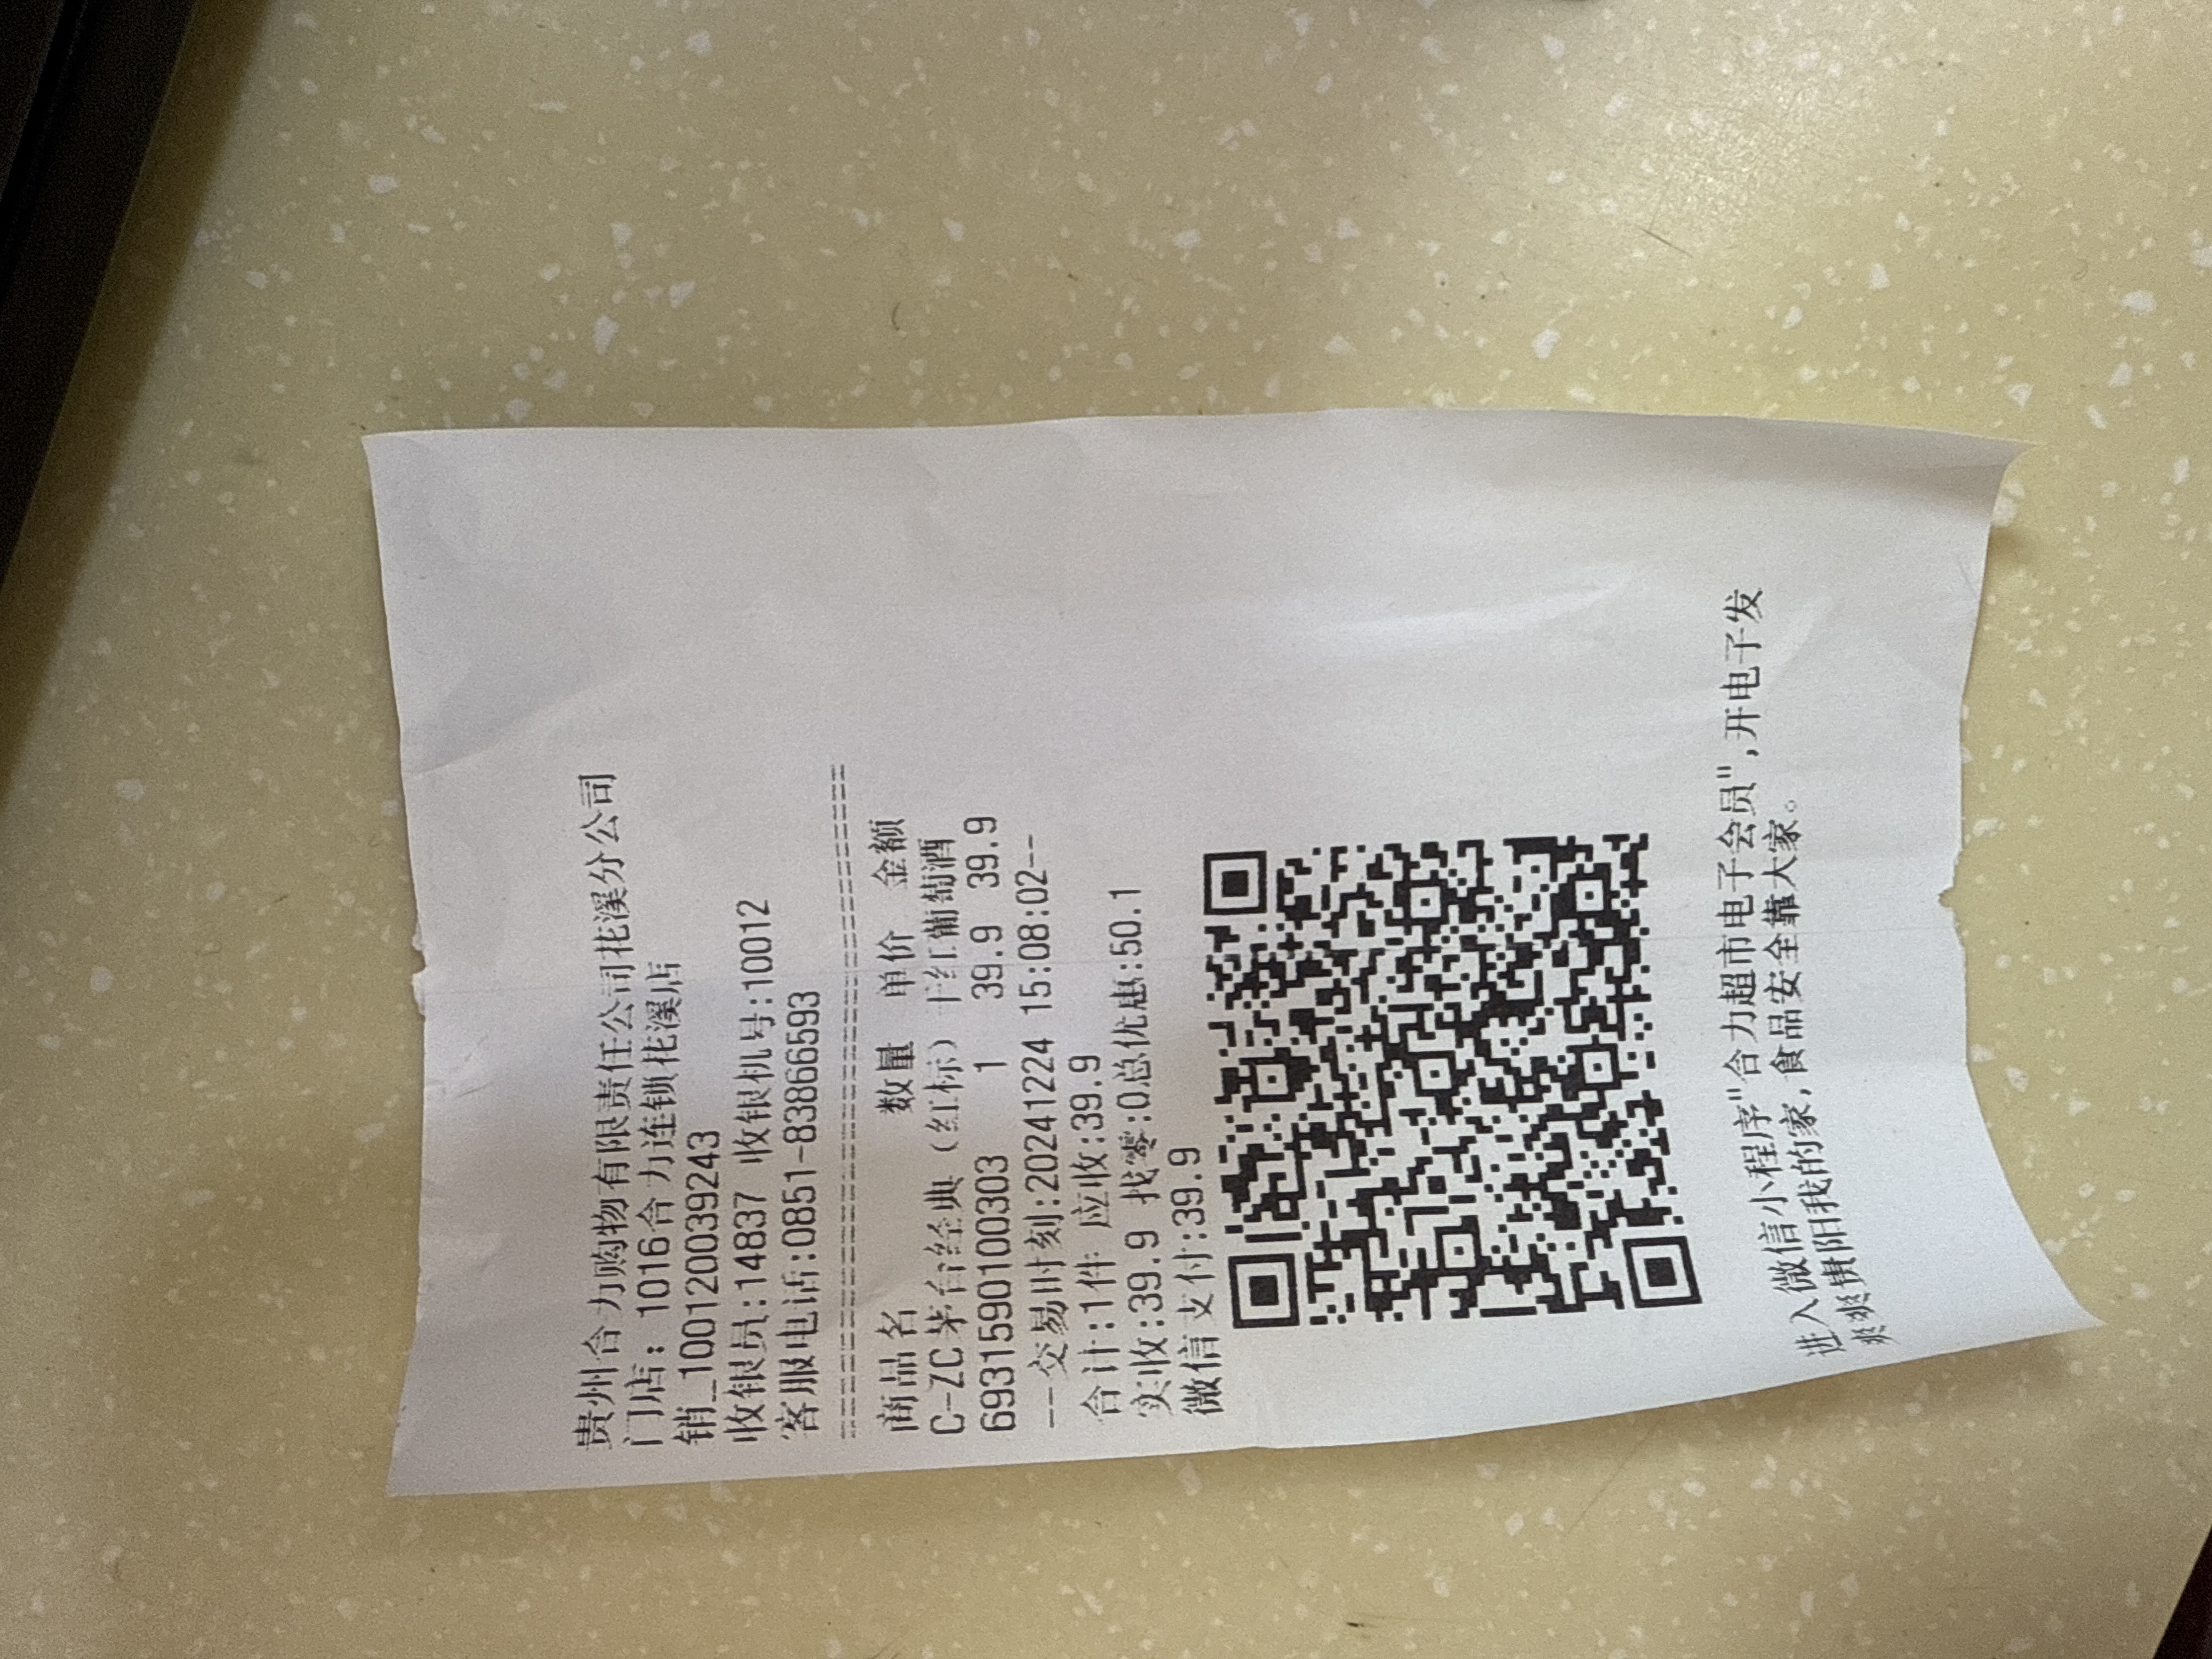 贵州合力购物有限责任公司花溪分公司
门店: 1016合力连锁花溪店
销_100120039243
收银员:14837 收银机号:10012
客服电话:0851-83866593
商品名 数量 单价 金额
C-ZC茅台经典（红标）干红葡萄酒
6931590100303 1 39.9 39.9
--交易时刻:20241224 15:08:02--
合计:1件 应收:39.9
实收:39.9 找零:0总优惠:50.1
微信支付:39.9
进入微信小程序"合力超市电子会员",开电子发
爽爽贵阳我的家,食品安全靠大家。